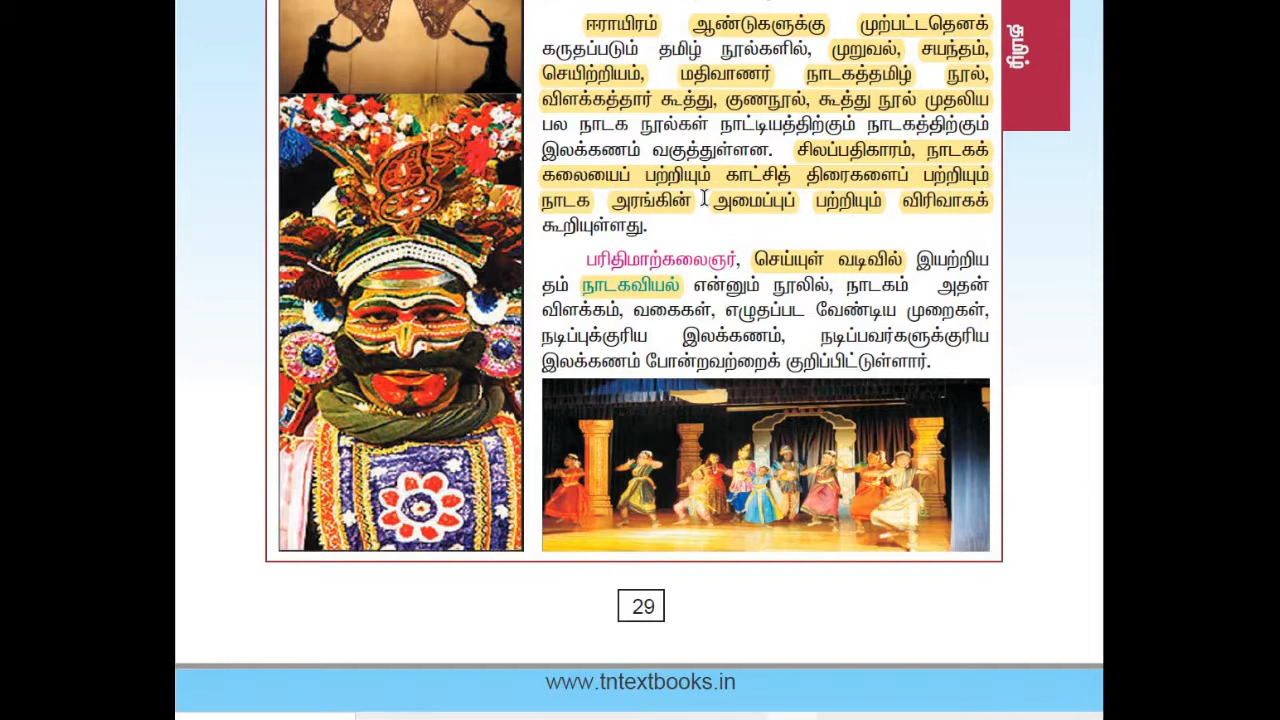 ஈராயிரம் ஆண்டுகளுக்கு முற்பட்டதெனக்
கருதப்படும் தமிழ் நூல்களில், முறுவல், சயந்தம்,
செயிற்றியம், மதிவாணர் நாடகத்தமிழ் நூல்,
விளக்கத்தார் கூத்து, குணநூல், கூத்து நூல் முதலிய
பல நாடக நூல்கள் நாட்டியத்திற்கும் நாடகத்திற்கும்
இலக்கணம் வகுத்துள்ளன. சிலப்பதிகாரம், நாடகக்
கலையைப் பற்றியும் காட்சித் திரைகளைப் பற்றியும்
நாடக அரங்கின் அமைப்புப் பற்றியும் விரிவாகக்
கூறியுள்ளது.
பரிதிமாற்கலைஞர், செய்யுள் வடிவில் இயற்றிய
தம் நாடகவியல் என்னும் நூலில், நாடகம் அதன்
விளக்கம், வகைகள், எழுதப்பட வேண்டிய முறைகள்,
நடிப்புக்குரிய இலக்கணம், நடிப்பவர்களுக்குரிய
இலக்கணம் போன்றவற்றைக் குறிப்பிட்டுள்ளார்.
தமிழ்
29
www.tntextbooks.in